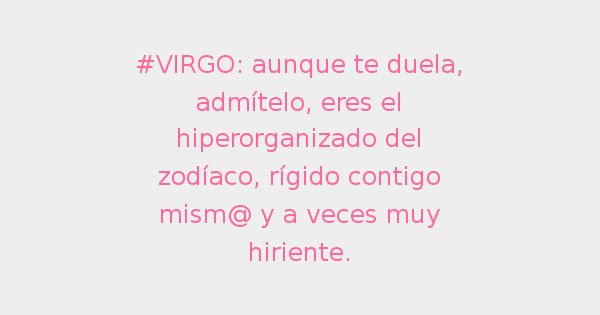 #VIRGO: aunque te duela,
admítelo, eres el
hiperorganizado del
zodíaco, rígido contigo
mism@ y a veces muy
hiriente.